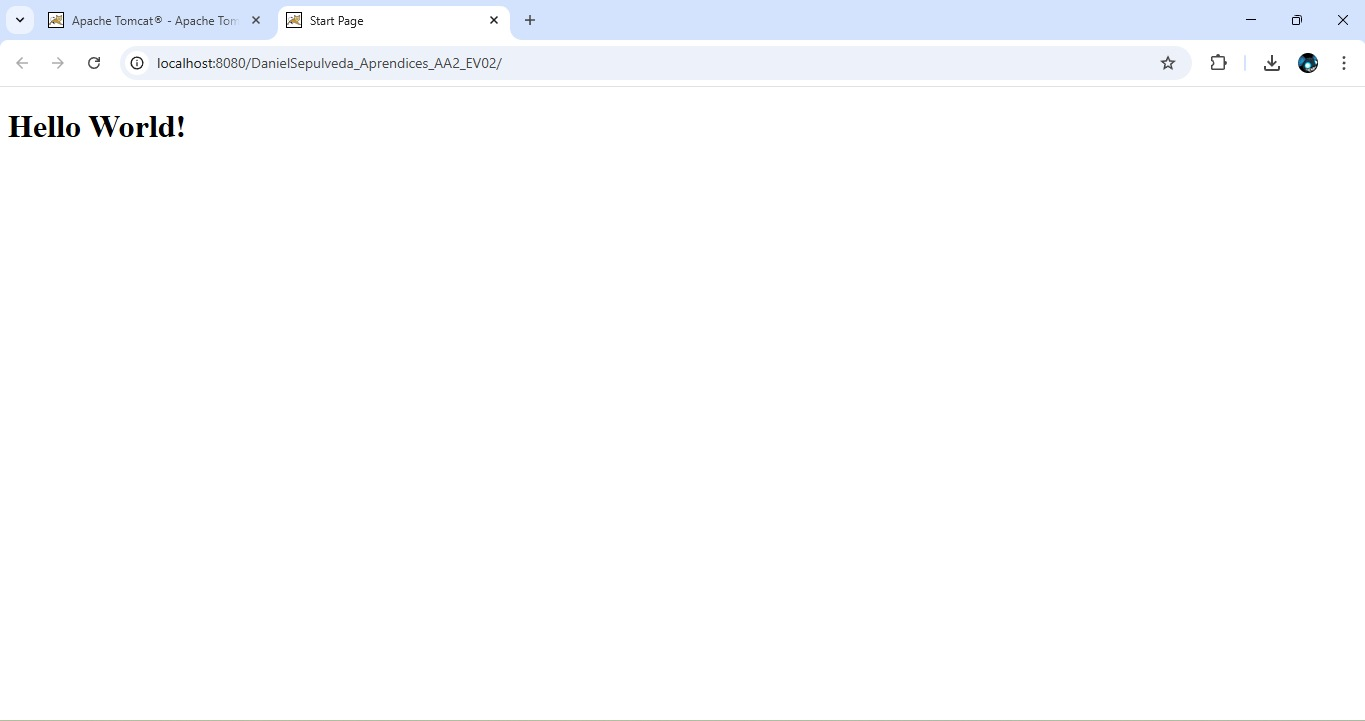 Apache Tomcat® - Apache Tom
Start Page
localhost:8080/DanielSepulveda_Aprendices_AA2_EV02/
Hello World!